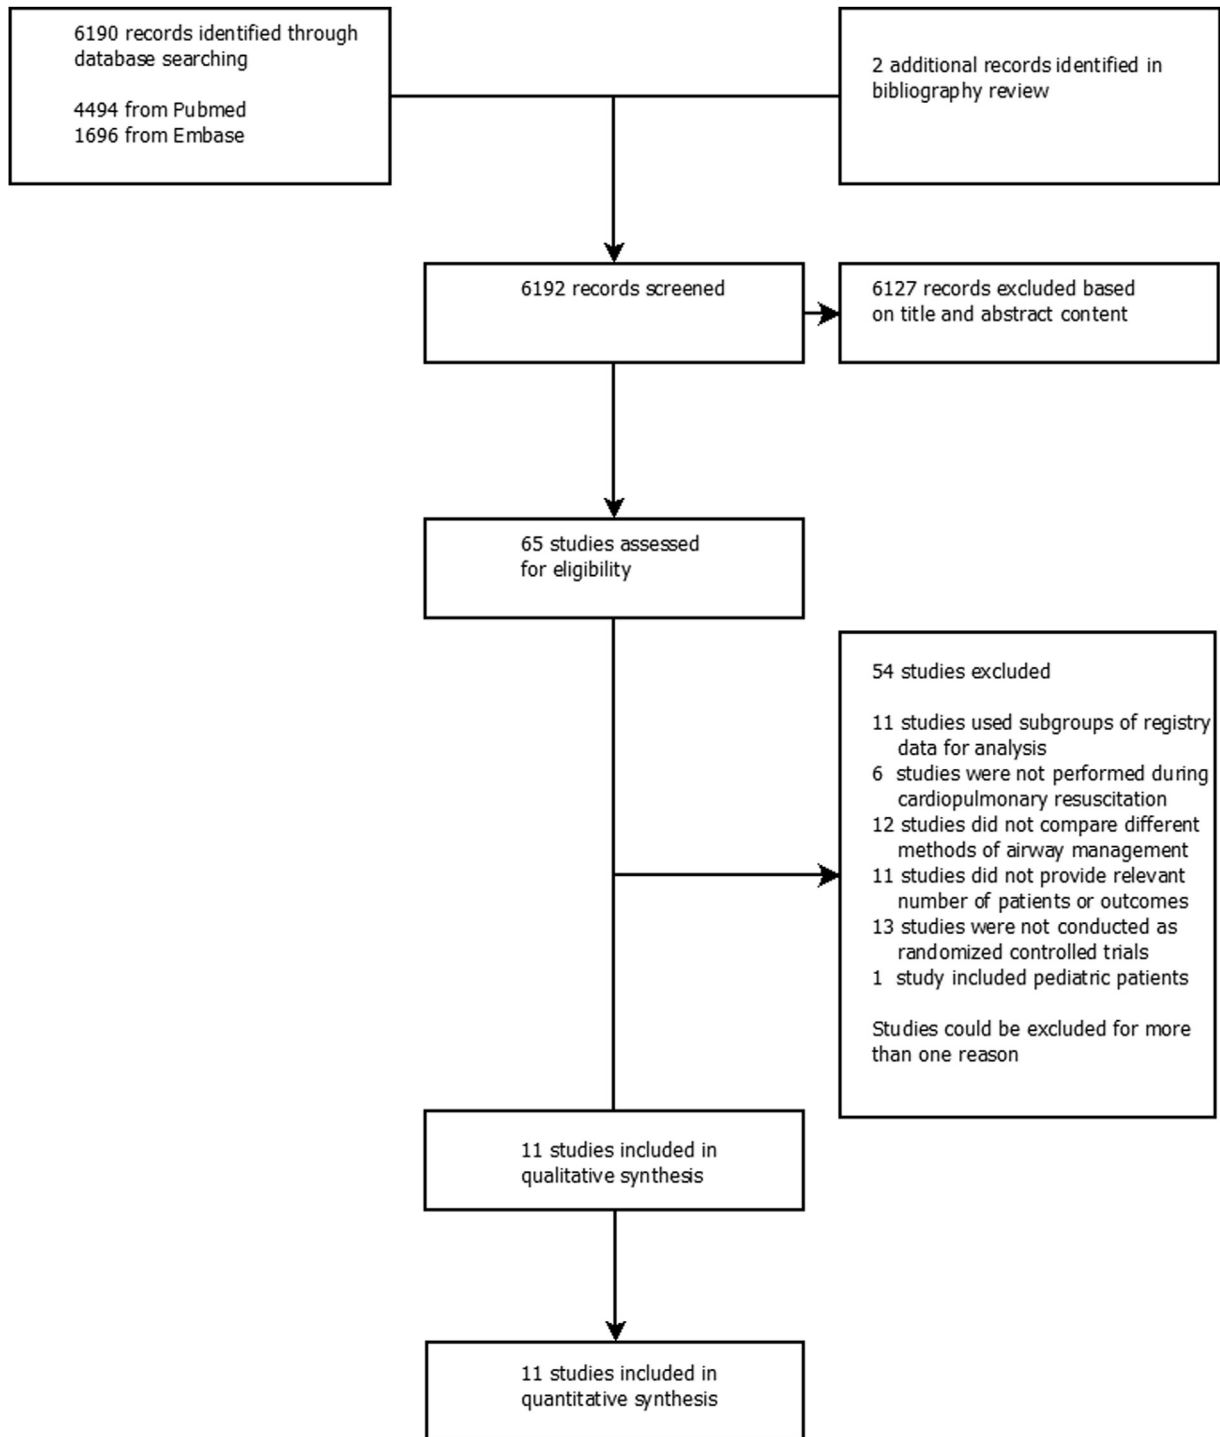 6190 records identified through
database searching
4494 from Pubmed
1696 from Embase
2 additional records identified in
bibliography review
6192 records screened
6127 records excluded based
on title and abstract content
65 studies assessed
for eligibility
54 studies excluded
11 studies used subgroups of registry
data for analysis
6 studies were not performed during
cardiopulmonary resuscitation
12 studies did not compare different
methods of airway management
11 studies did not provide relevant
number of patients or outcomes
13 studies were not conducted as
randomized controlled trials
1 study included pediatric patients
Studies could be excluded for more
than one reason
11 studies included in
qualitative synthesis
11 studies included in
quantitative synthesis